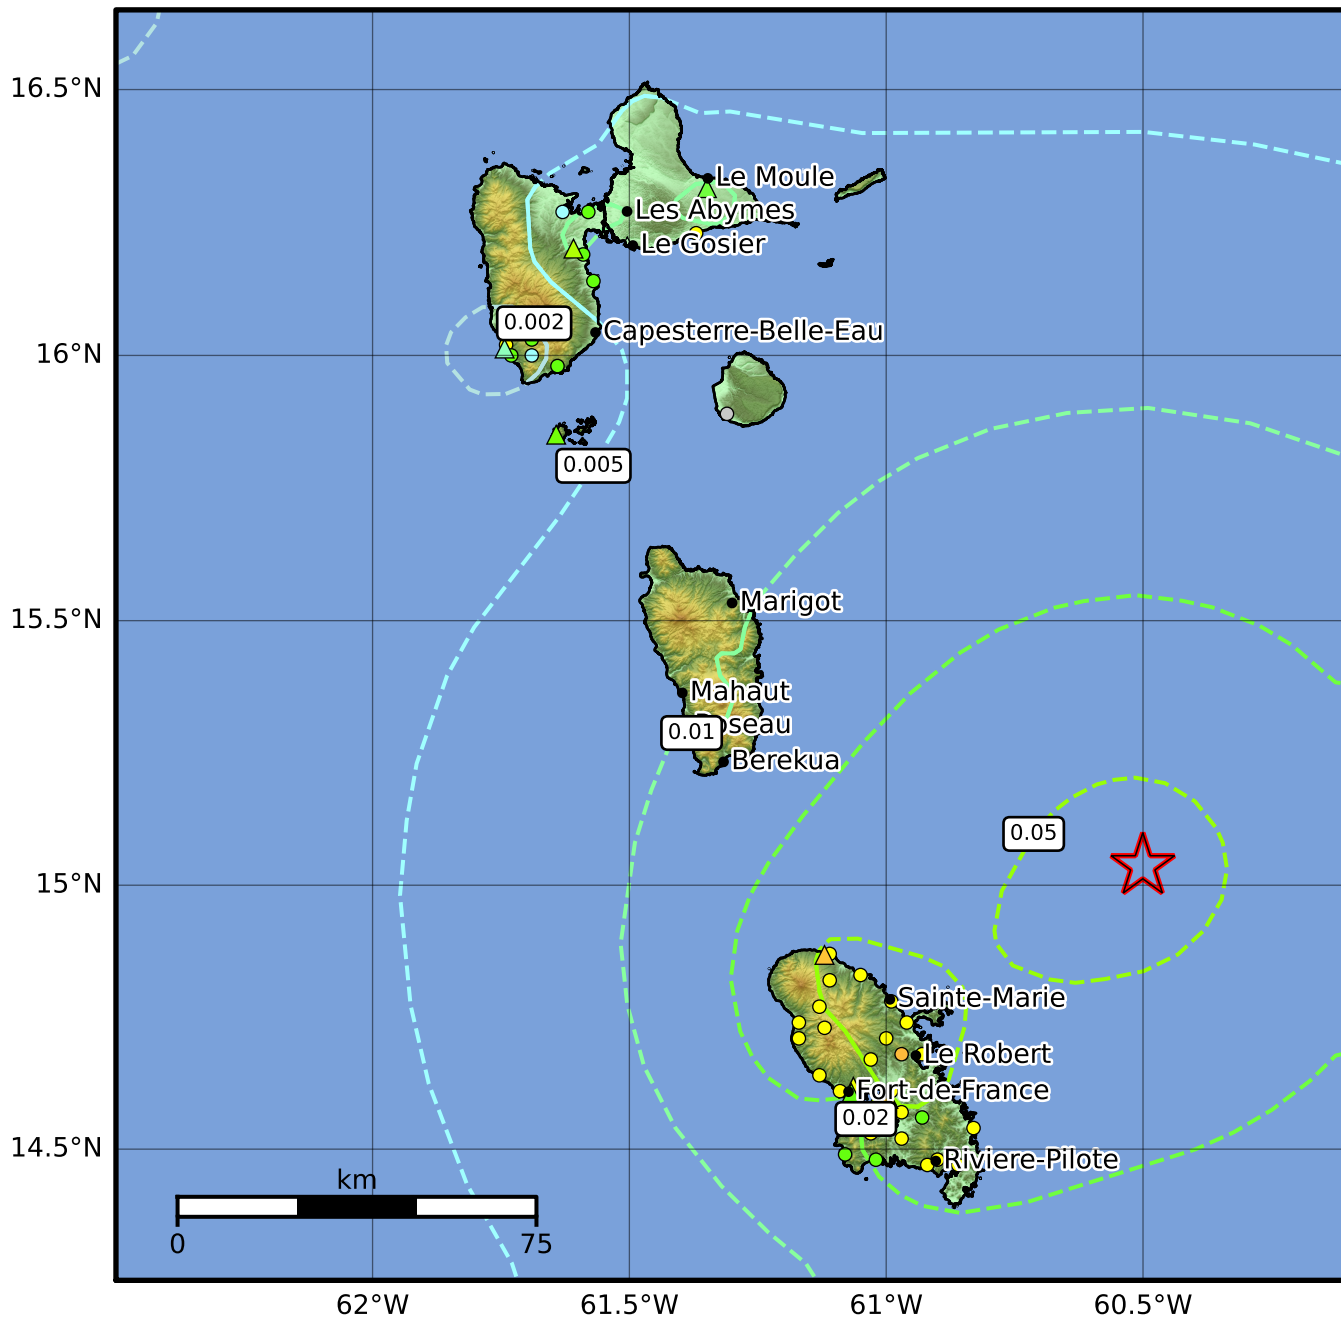 16.5°N
Le Moule
Les Abymes
Le Gosier
0.002
Capesterre-Belle-Eau
16°N
0.005
Marigot
15.5°N
Mahaut
0.01
oseau
Berekua
0.05
15°N
Sainte-Marie
Le Robert
Fort-de-France
0.02
14.5°N
Riviere-Pilote
km
0
75
62°W
61.5°W
61°W
60.5°W